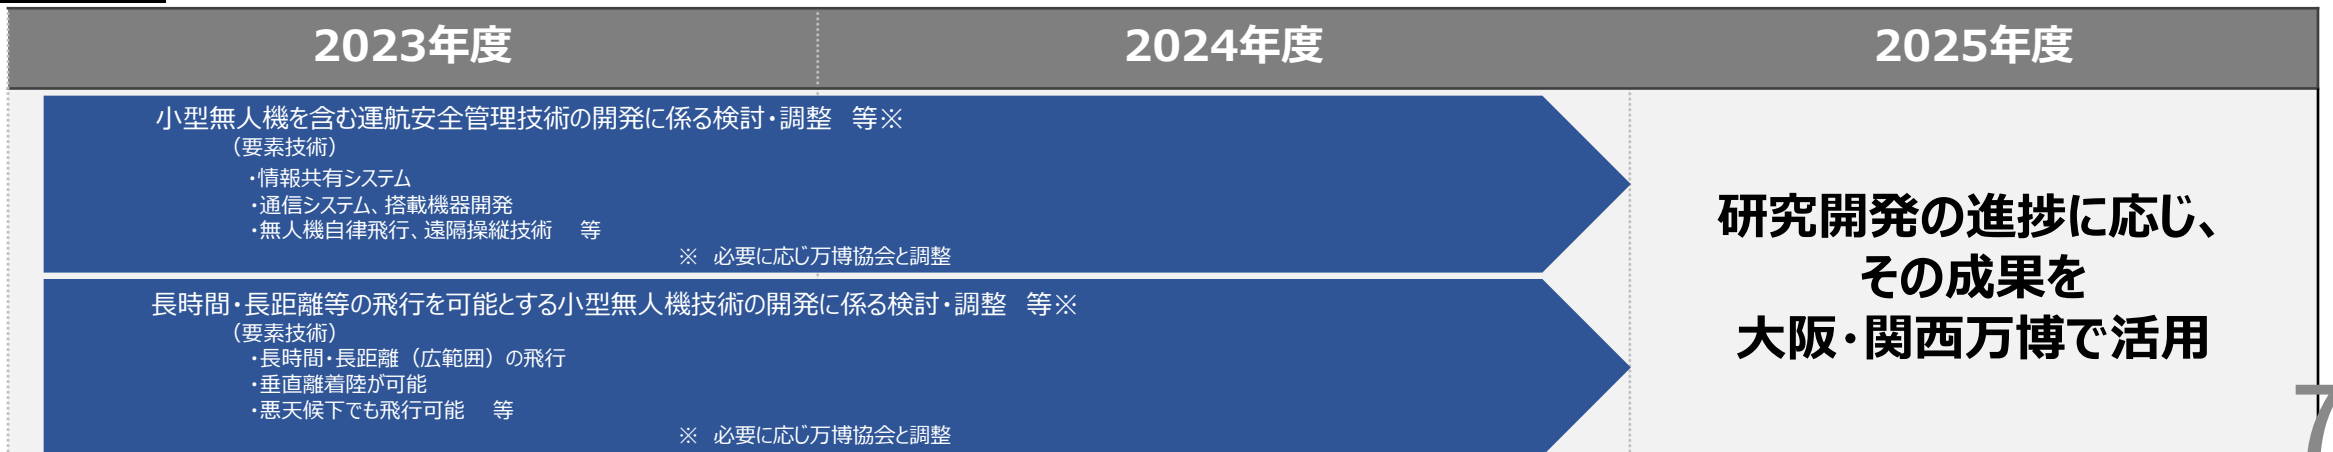 2023年度 2024年度 2025年度
小型無人機を含む運航安全管理技術の開発に係る検討・調整 等※
（要素技術）
・情報共有システム
・通信システム、搭載機器開発
・無人機自律飛行、遠隔操縦技術 等
※ 必要に応じ万博協会と調整
長時間・長距離等の飛行を可能とする小型無人機技術の開発に係る検討・調整 等※
（要素技術）
・長時間・長距離（広範囲）の飛行
・垂直離着陸が可能
・悪天候下でも飛行可能 等
※ 必要に応じ万博協会と調整
研究開発の進捗に応じ、
その成果を
大阪・関西万博で活用
7